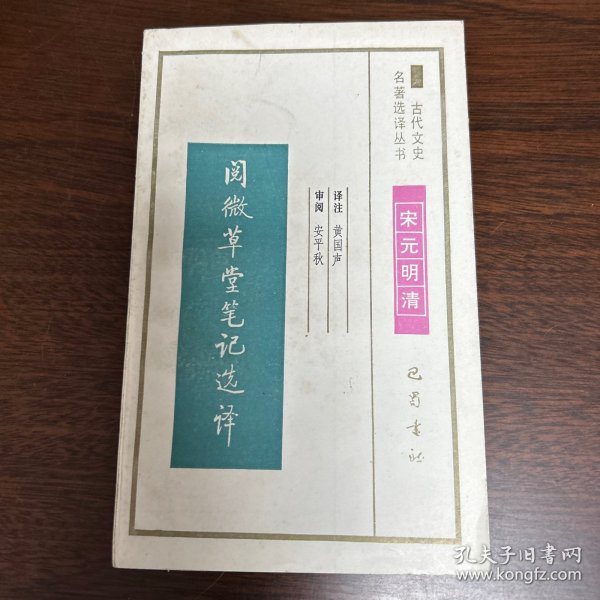 古代文史
名著选译丛书
宋元明清
巴蜀书社
译注 黄国声
审阅 安平秋
阅微草堂笔记选译
孔夫子旧书网
www.kongfz.com